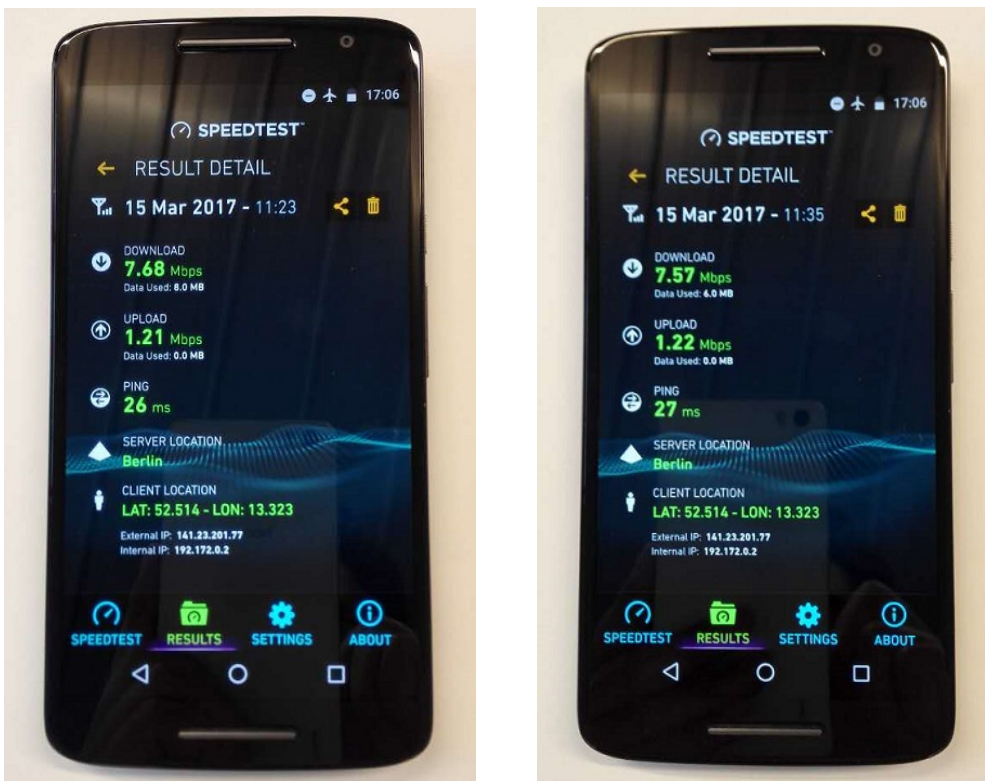 17:06
SPEEDTEST™
RESULT DETAIL
15 Mar 2017 - 11:23
DOWNLOAD
7.68 Mbps
Data Used: 8.0 MB
UPLOAD
1.21 Mbps
Data Used: 0.0 MB
PING
26 ms
SERVER LOCATION
Berlin
CLIENT LOCATION
LAT: 52.514 - LON: 13.323
External IP: 141.23.201.77
Internal IP: 192.172.0.2
SPEEDTEST RESULTS SETTINGS ABOUT
17:06
SPEEDTEST
RESULT DETAIL
15 Mar 2017 - 11:35
DOWNLOAD
7.57 Mbps
Data Used: 6.0 MB
UPLOAD
1.22 Mbps
Data Used: 0.0 MB
PING
27 ms
SERVER LOCATION
Berlin
CLIENT LOCATION
LAT: 52.514 - LON: 13.323
External IP: 141.23.201.77
Internal IP: 192.172.0.2
SPEEDTEST RESULTS SETTINGS ABOUT